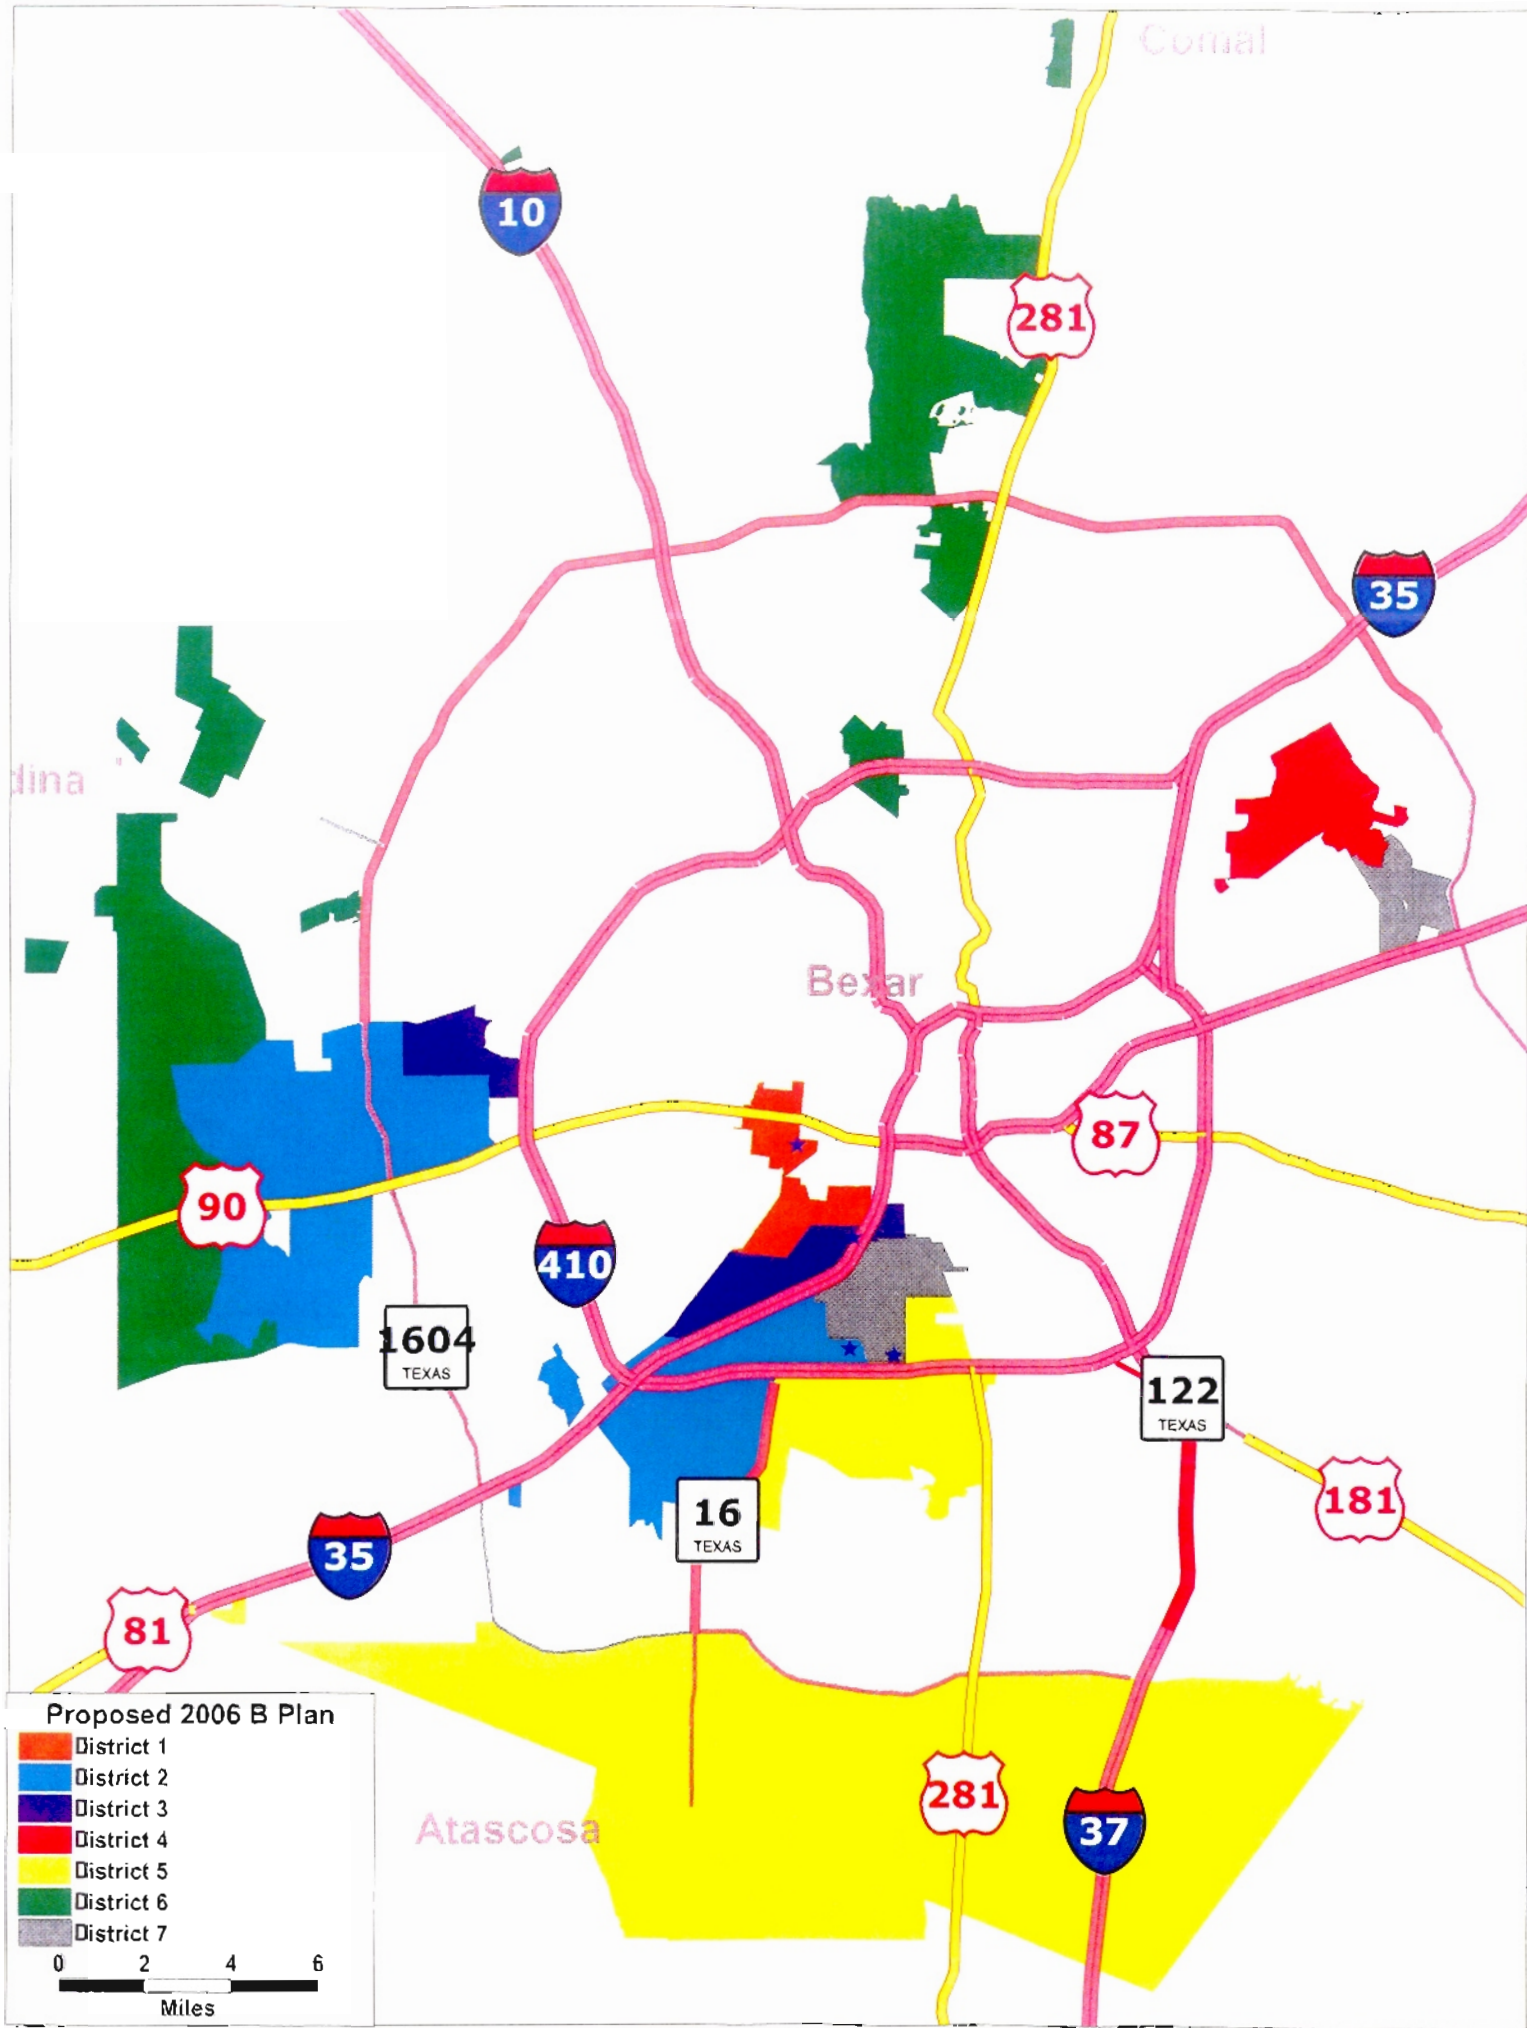 Comal
10
281
35
dina
Bexar
87
90
410
1604
TEXAS
122
TEXAS
16
TEXAS
181
35
81
281
37
Atascosa
Proposed 2006 B Plan
District 1
District 2
District 3
District 4
District 5
District 6
District 7
0 2 4 6
Miles